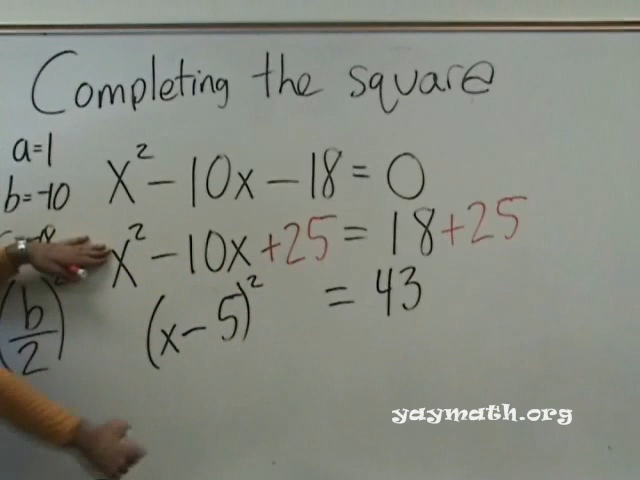 Completing the square
a=1
x² - 10x - 18 = 0
b=-10
x² - 10x + 25 = 18 + 25
(b/2)²
(x - 5)² = 43
yaymath.org